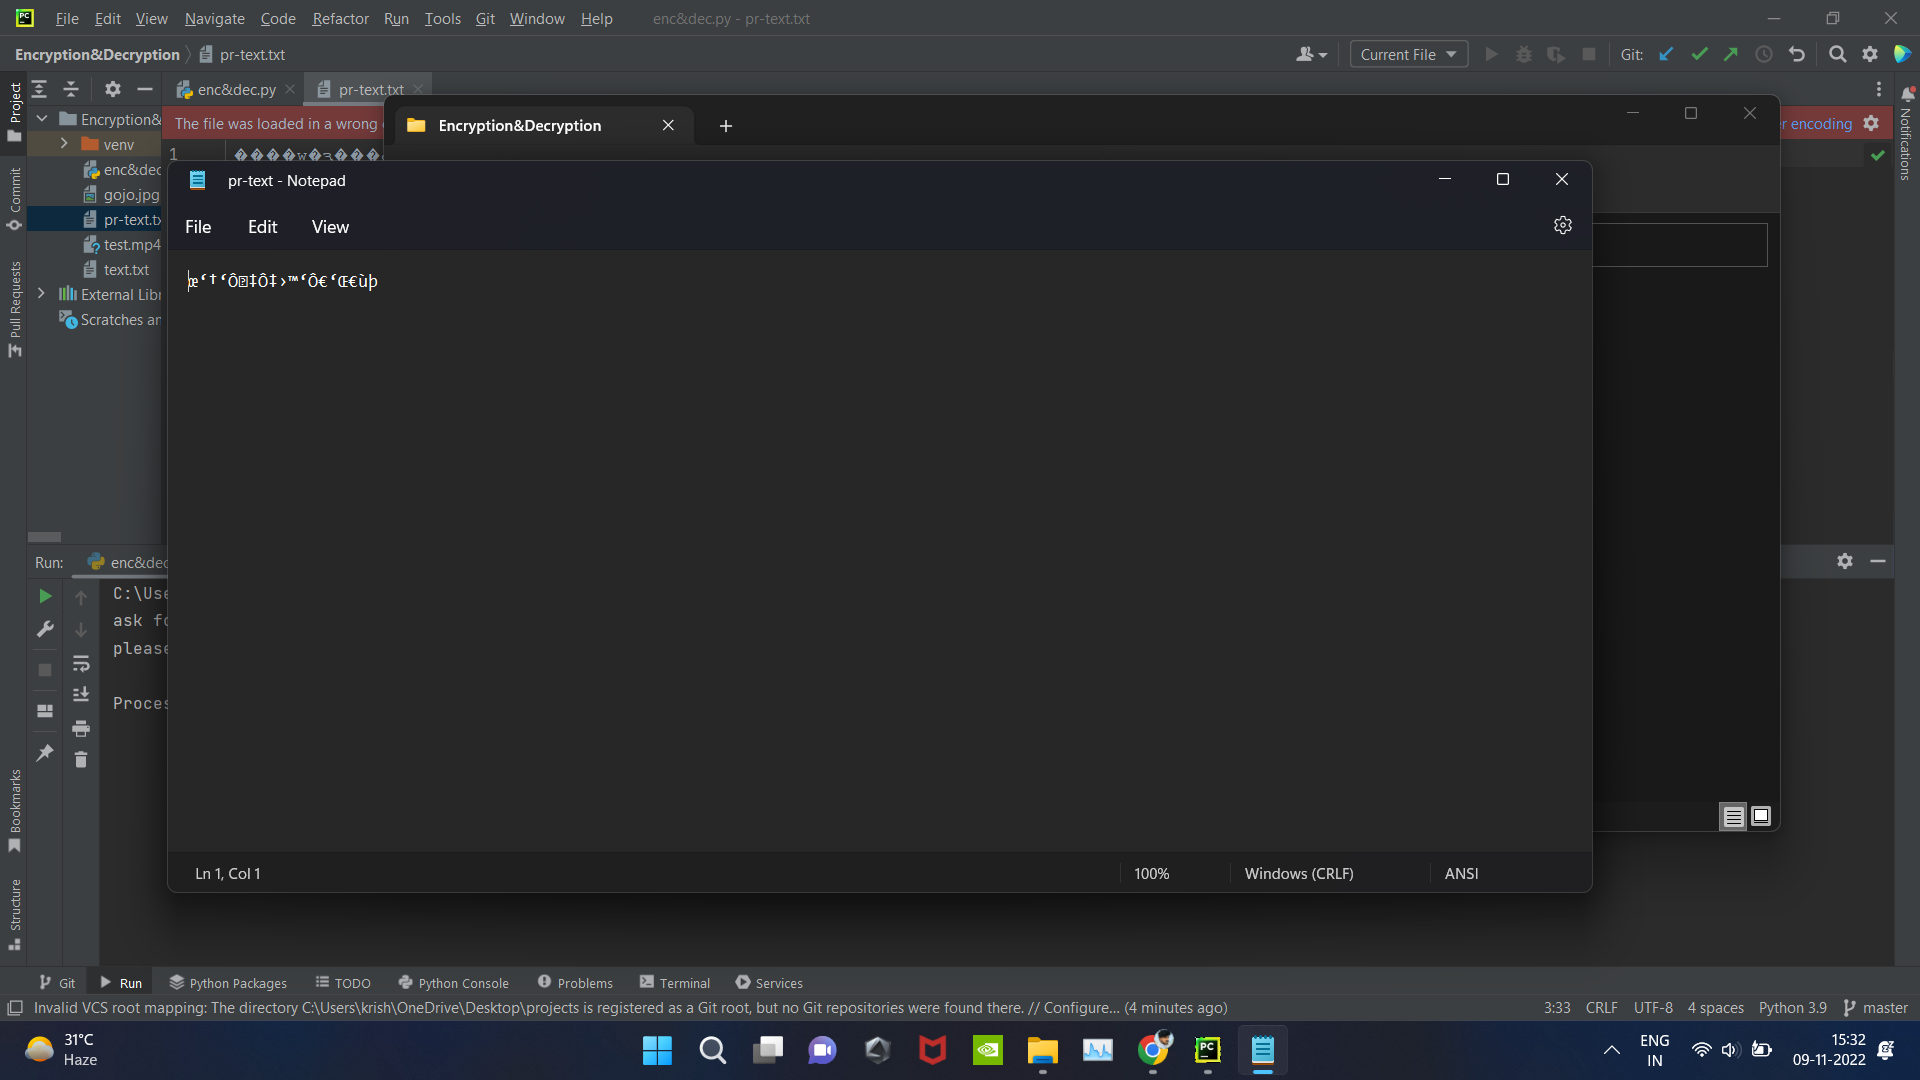 File Edit View Navigate Code Refactor Run Tools Git Window Help enc&dec.py - pr-text.txt
Encryption&Decryption pr-text.txt Current File Git:
enc&dec.py pr-text.txt
Project
Commit
Pull Requests
Bookmarks
Structure
Notifications
Encryption&
venv
enc&dec
gojo.jpg
pr-text.tx
test.mp4
text.txt
External Libr
Scratches an
The file was loaded in a wrong
encoding
1 ����w�
Encryption&Decryption
pr-text - Notepad
File Edit View
œ‘†‘Ô‡Ô‡›™‘Ô€‘Œ€ùþ
Ln 1, Col 1 100% Windows (CRLF) ANSI
Run: enc&dec
C:\Use
ask fo
please
Proces
Git Run Python Packages TODO Python Console Problems Terminal Services
Invalid VCS root mapping: The directory C:\Users\krish\OneDrive\Desktop\projects is registered as a Git root, but no Git repositories were found there. // Configure... (4 minutes ago) 3:33 CRLF UTF-8 4 spaces Python 3.9 master
31°C
Haze
ENG
IN
15:32
09-11-2022